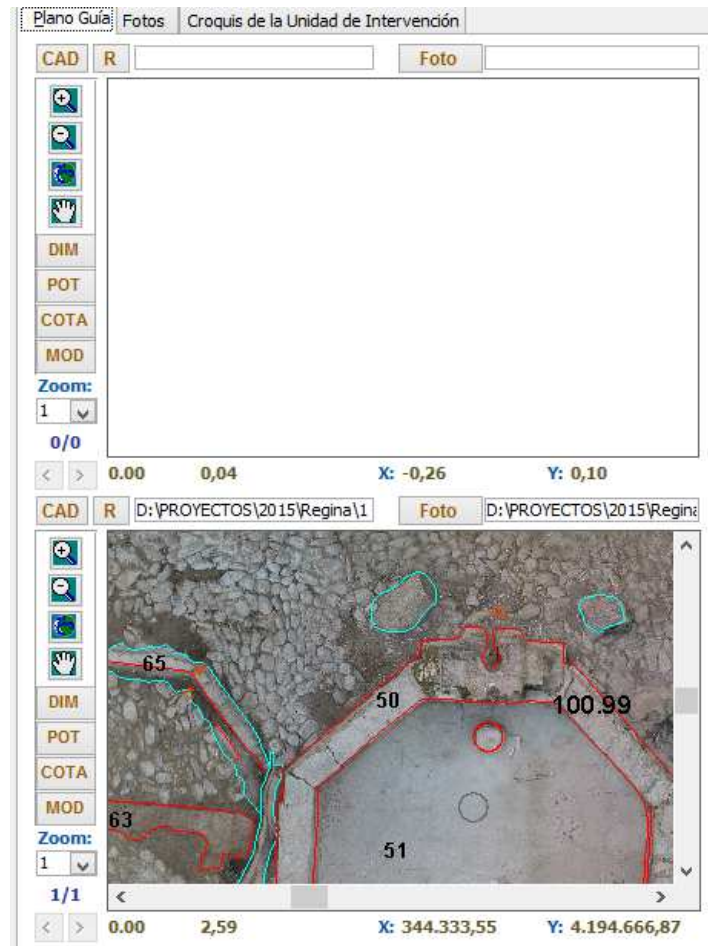 Plano Guía Fotos Croquis de la Unidad de Intervención
CAD R Foto
DIM
POT
COTA
MOD
Zoom:
1
0/0
< > 0.00 0,04 X: -0,26 Y: 0,10
CAD R D:\PROYECTOS\2015\Regina\1 Foto D:\PROYECTOS\2015\Regina
65
50
100.99
DIM
POT
COTA
MOD
63
51
Zoom:
1
1/1
< > 0.00 2,59 X: 344.333,55 Y: 4.194.666,87